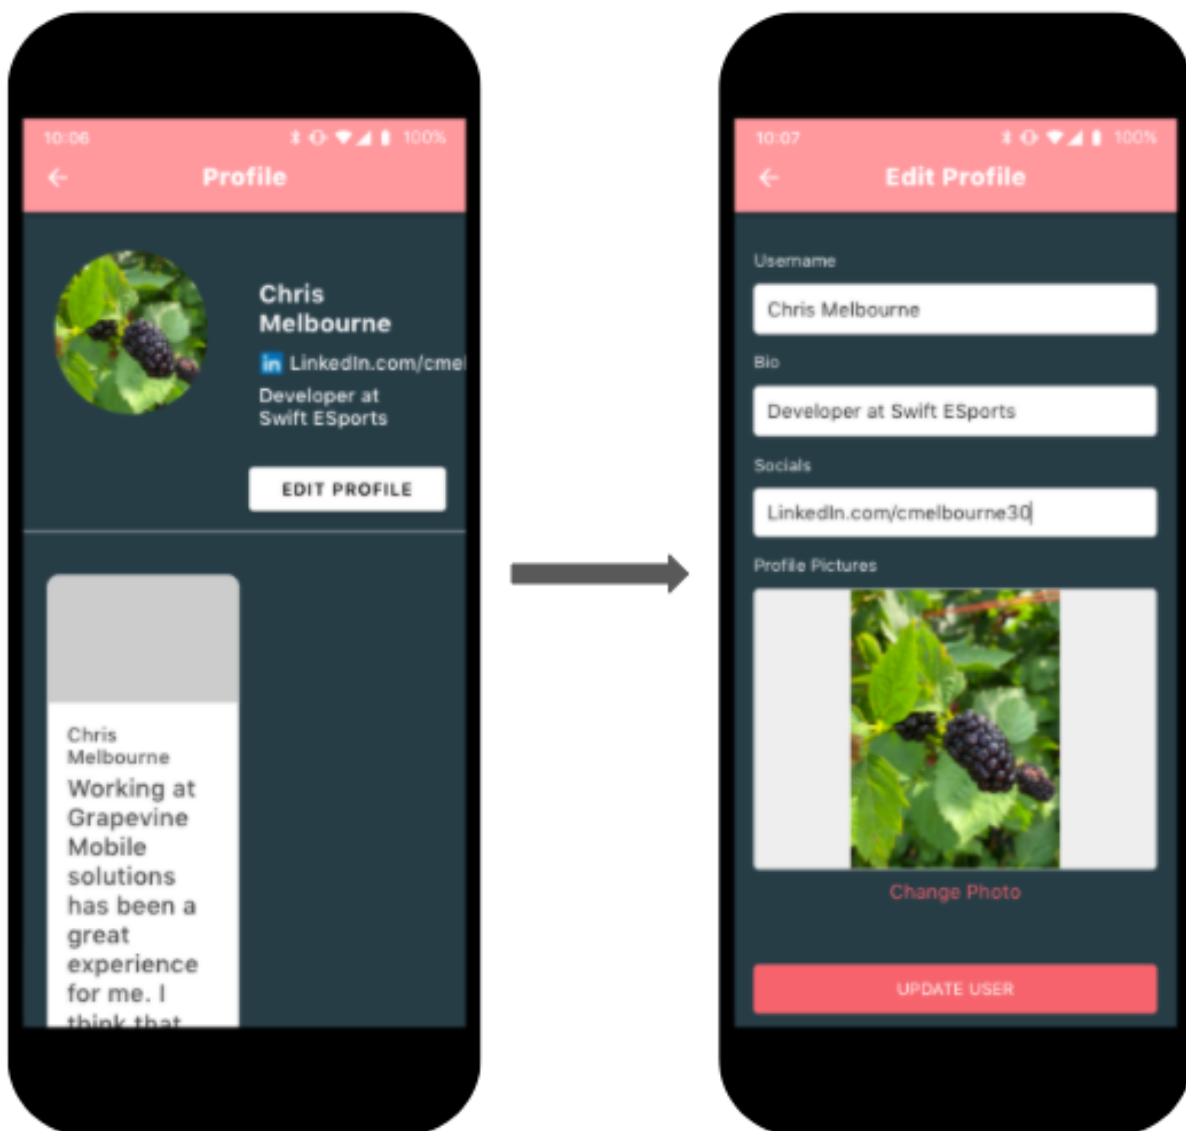 10:06
100%
Profile
Chris
Melbourne
in LinkedIn.com/cmel
Developer at
Swift ESports
EDIT PROFILE
Chris
Melbourne
Working at
Grapevine
Mobile
solutions
has been a
great
experience
for me. I
think that
10:07
100%
Edit Profile
Username
Chris Melbourne
Bio
Developer at Swift ESports
Socials
LinkedIn.com/cmelbourne30
Profile Pictures
Change Photo
UPDATE USER